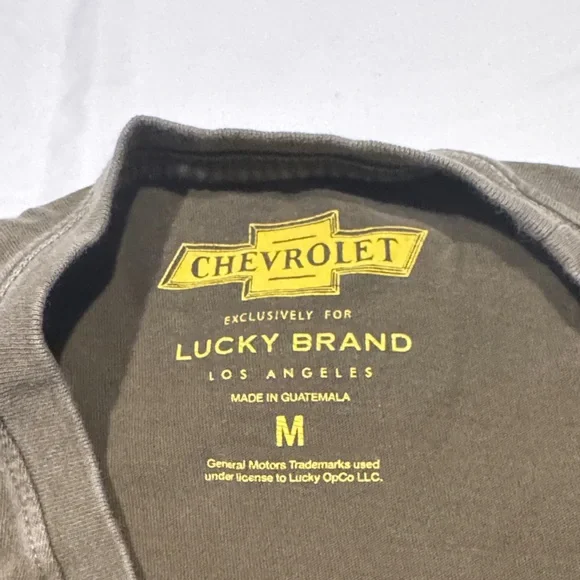 CHEVROLET
EXCLUSIVELY FOR
LUCKY BRAND
LOS ANGELES
MADE IN GUATEMALA
M
General Motors Trademarks used
under license to Lucky OpCo LLC.